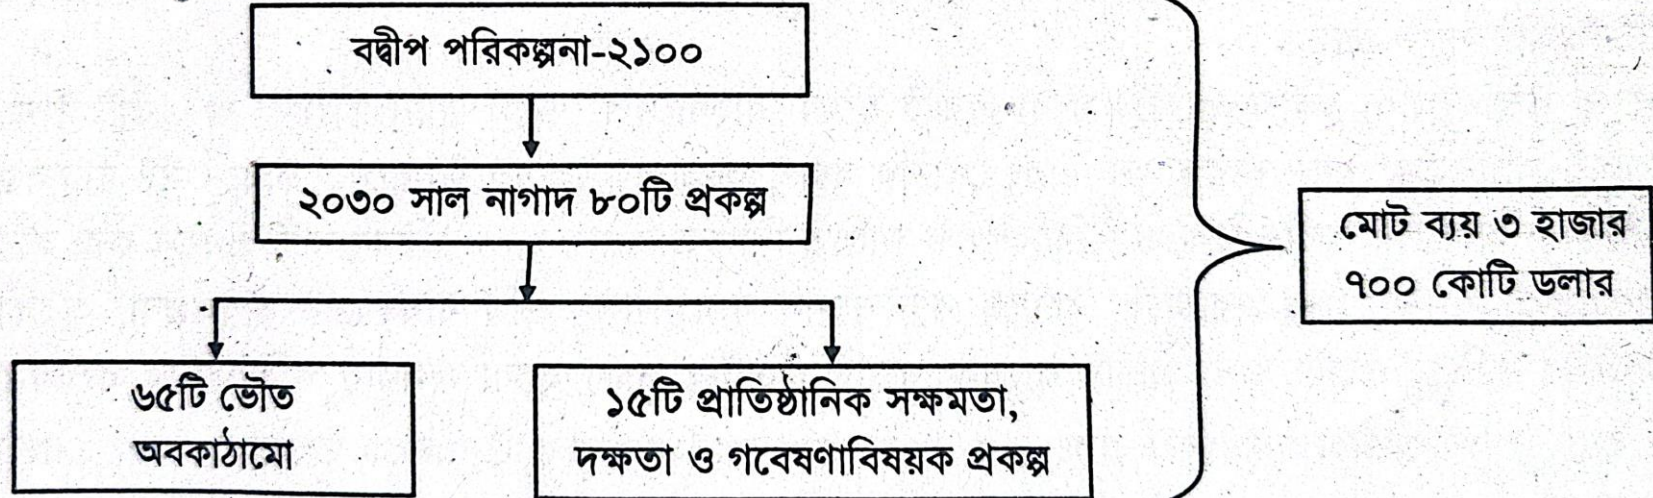 বদ্বীপ পরিকল্পনা-২১০০
২০৩০ সাল নাগাদ ৮০টি প্রকল্প
মোট ব্যয় ৩ হাজার
৭০০ কোটি ডলার
৬৫টি ভৌত
অবকাঠামো
১৫টি প্রাতিষ্ঠানিক সক্ষমতা,
দক্ষতা ও গবেষণাবিষয়ক প্রকল্প